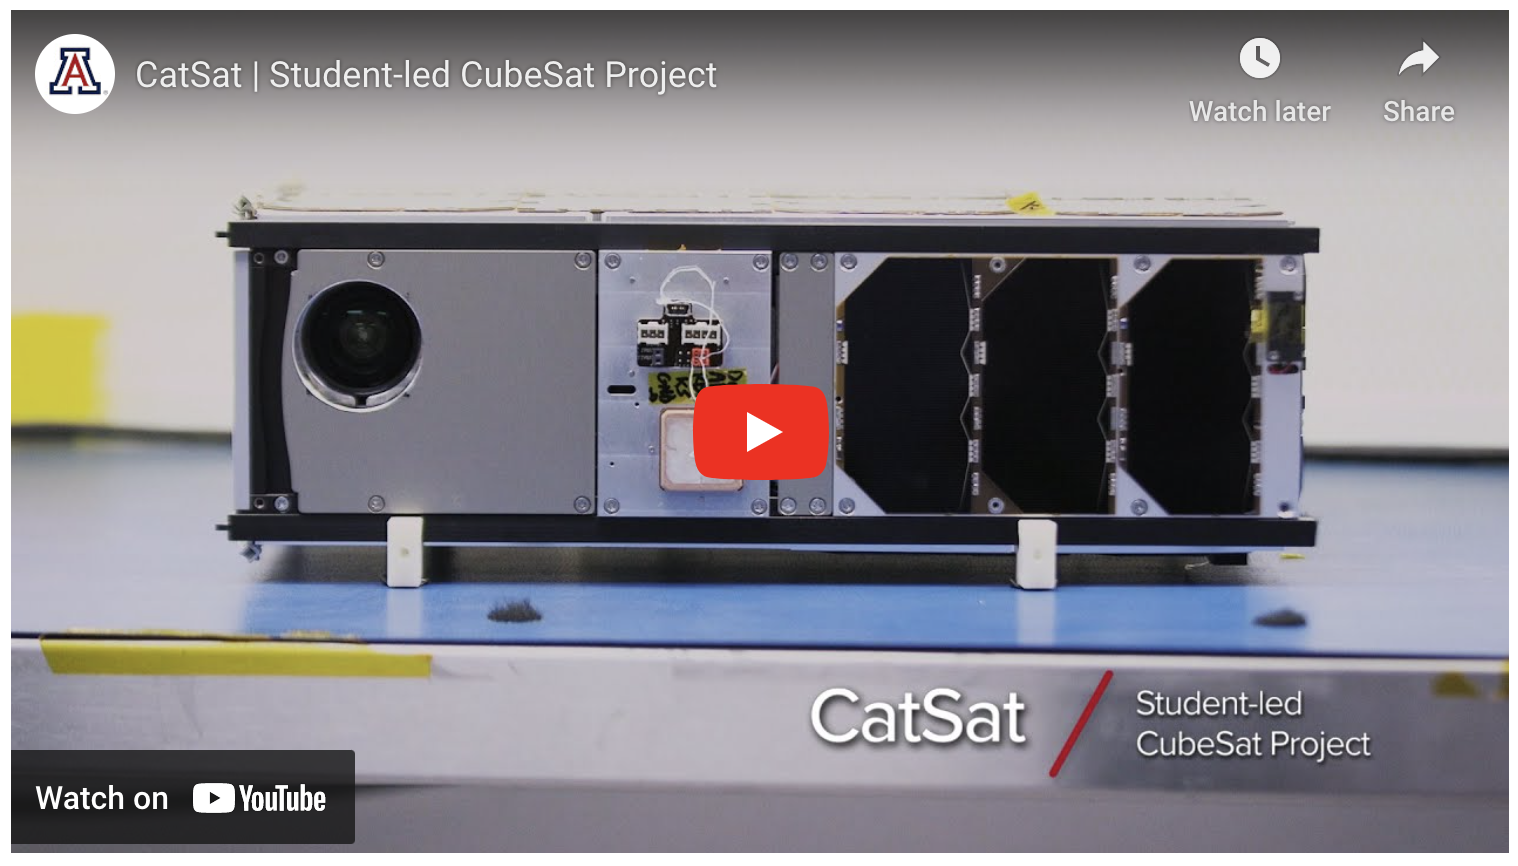 A
CatSat | Student-led CubeSat Project
Watch later
Share
CatSat
Student-led
CubeSat Project
Watch on YouTube